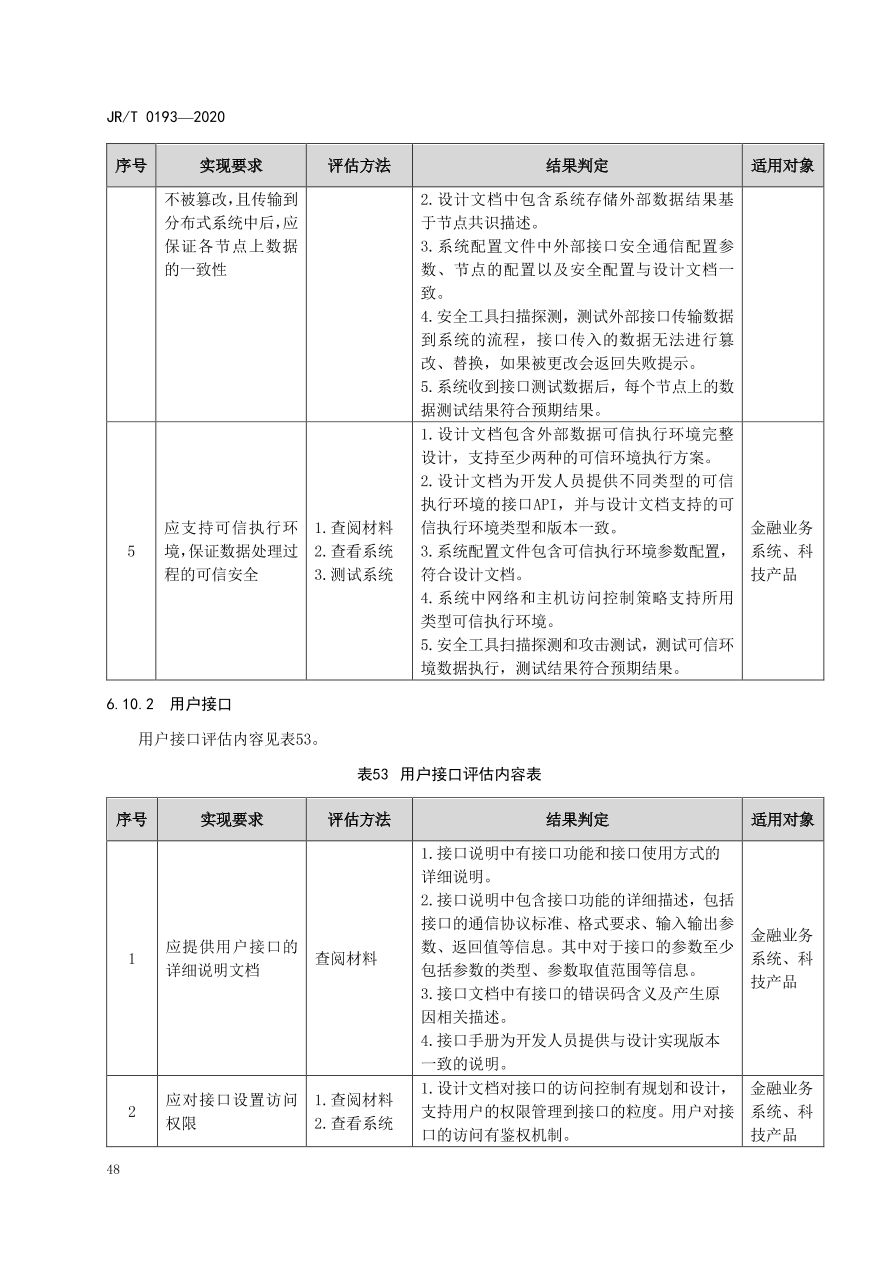 JR/T 0193—2020
序号 实现要求 评估方法 结果判定 适用对象
不被篡改，且传输到
分布式系统中后，应
保证各节点上数据
的一致性
2.设计文档中包含系统存储外部数据结果基
于节点共识描述。
3.系统配置文件中外部接口安全通信配置参
数、节点的配置以及安全配置与设计文档一
致。
4.安全工具扫描探测，测试外部接口传输数据
到系统的流程，接口传入的数据无法进行篡
改、替换，如果被更改会返回失败提示。
5.系统收到接口测试数据后，每个节点上的数
据测试结果符合预期结果。
5
应支持可信执行环
境，保证数据处理过
程的可信安全
1.查阅材料
2.查看系统
3.测试系统
1.设计文档包含外部数据可信执行环境完整
设计，支持至少两种的可信环境执行方案。
2.设计文档为开发人员提供不同类型的可信
执行环境的接口API，并与设计文档支持的可
信执行环境类型和版本一致。
3.系统配置文件包含可信执行环境参数配置，
符合设计文档。
4.系统中网络和主机访问控制策略支持所用
类型可信执行环境。
5.安全工具扫描探测和攻击测试，测试可信环
境数据执行，测试结果符合预期结果。
金融业务
系统、科
技产品
6.10.2 用户接口
用户接口评估内容见表53。
表53 用户接口评估内容表
序号 实现要求 评估方法 结果判定 适用对象
1
应提供用户接口的
详细说明文档
查阅材料
1.接口说明中有接口功能和接口使用方式的
详细说明。
2.接口说明中包含接口功能的详细描述，包括
接口的通信协议标准、格式要求、输入输出参
数、返回值等信息。其中对于接口的参数至少
包括参数的类型、参数取值范围等信息。
3.接口文档中有接口的错误码含义及产生原
因相关描述。
4.接口手册为开发人员提供与设计实现版本
一致的说明。
金融业务
系统、科
技产品
2
应对接口设置访问
权限
1.查阅材料
2.查看系统
1.设计文档对接口的访问控制有规划和设计，
支持用户的权限管理到接口的粒度。用户对接
口的访问有鉴权机制。
金融业务
系统、科
技产品
48